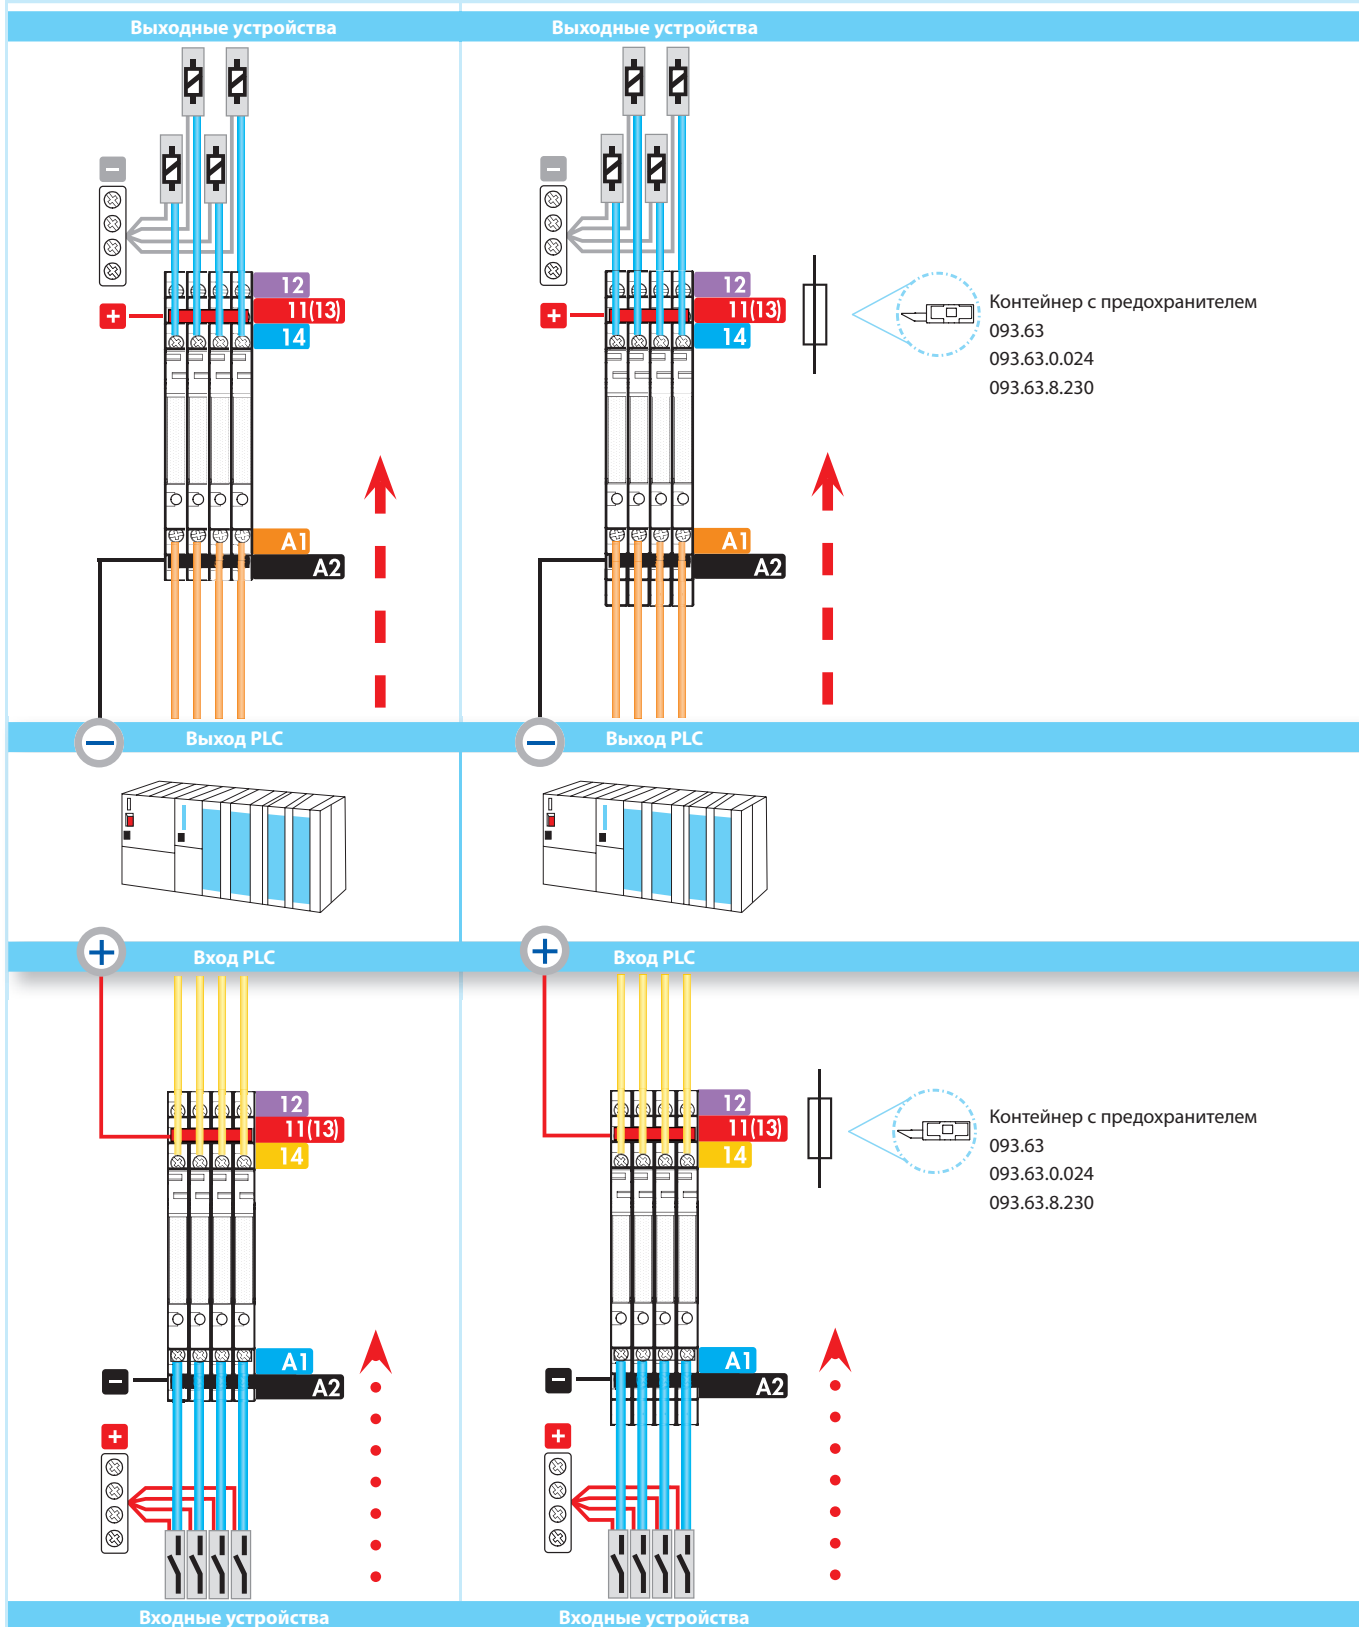 Выходные устройства
Выходные устройства
12
11(13)
14
A1
A2
12
11(13)
14
A1
A2
Контейнер с предохранителем
093.63
093.63.0.024
093.63.8.230
Выход PLC
Выход PLC
Вход PLC
Вход PLC
12
11(13)
14
A1
A2
12
11(13)
14
A1
A2
Контейнер с предохранителем
093.63
093.63.0.024
093.63.8.230
Входные устройства
Входные устройства